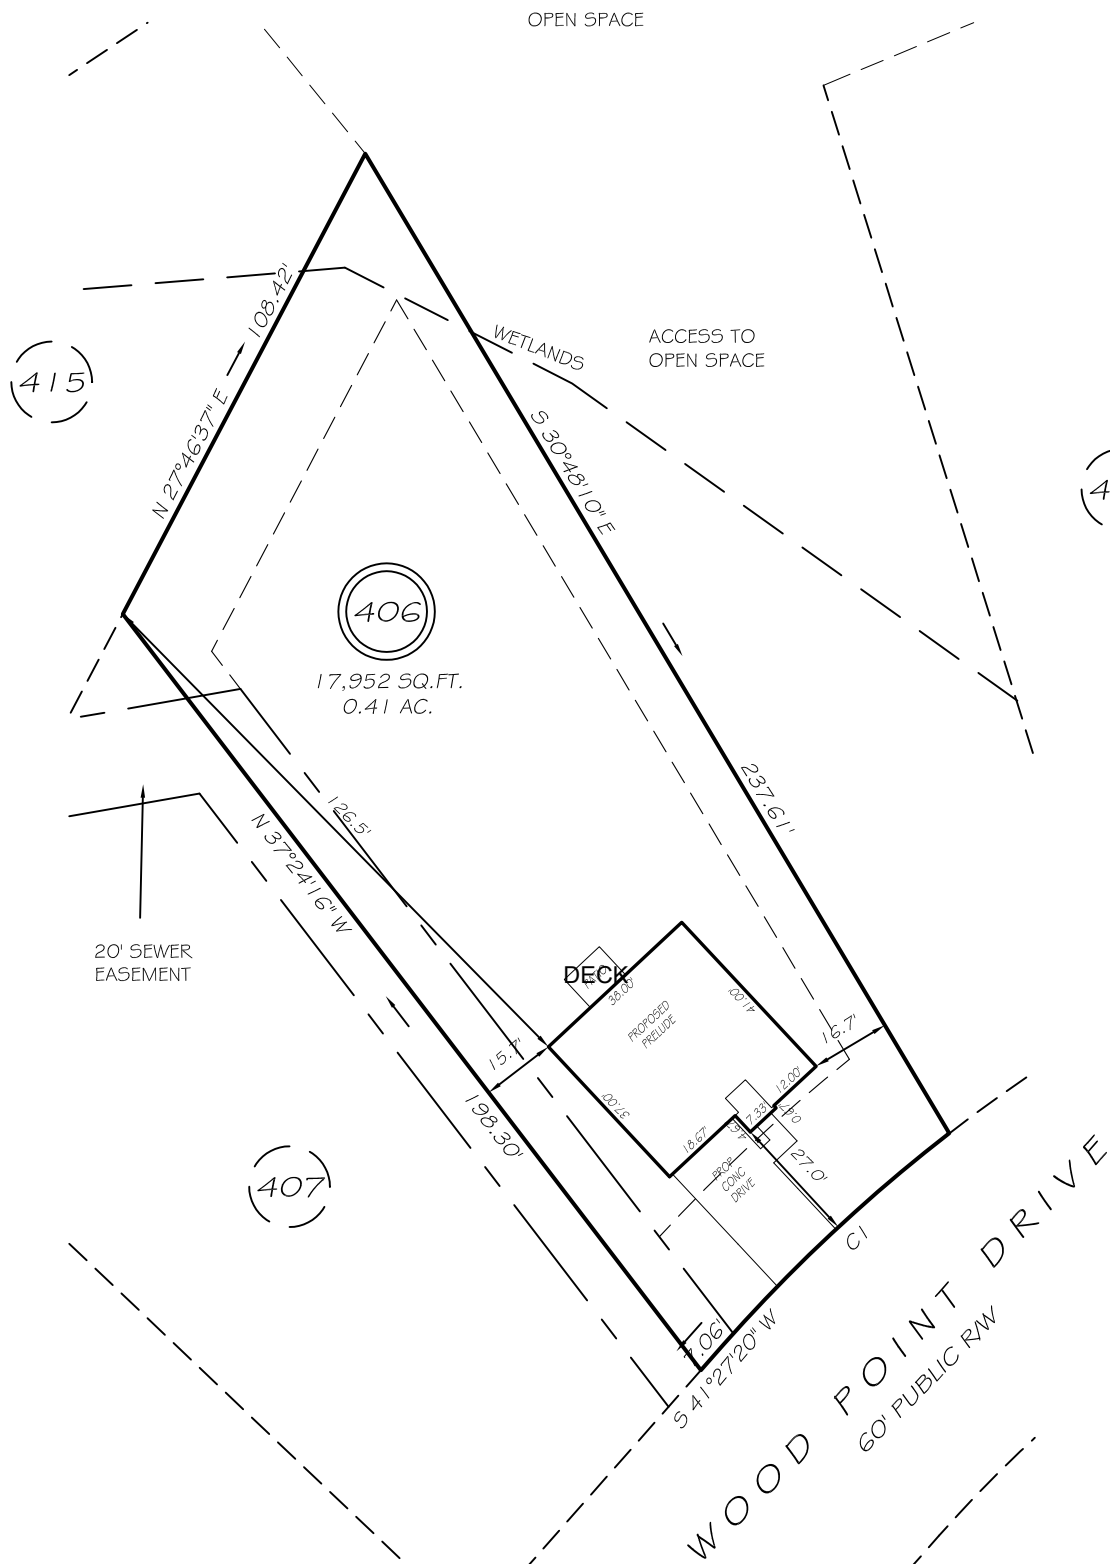 OPEN SPACE
108.42'
WETLANDS
ACCESS TO
OPEN SPACE
415
N 27°46'37" E
S 30°48'10" E
406
17,952 SQ.FT.
0.41 AC.
237.61'
126.5'
N 37°24'16" W
20' SEWER
EASEMENT
DECK
38.00'
41.00'
PROPOSED
PRELUDE
16.7'
15.7'
12.00'
37.00'
0.67'
7.33'
198.30'
18.67'
27.0'
PROP
CONC
DRIVE
407
C1
S 41°27'20" W
WOOD POINT DRIVE
60' PUBLIC R/W